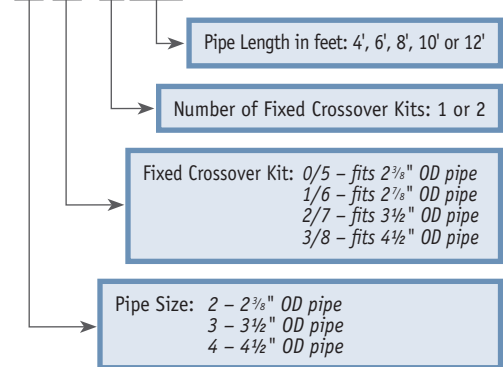 Pipe Length in feet: 4', 6', 8', 10' or 12'
Number of Fixed Crossover Kits: 1 or 2
Fixed Crossover Kit: 0/5 – fits 2⅜" OD pipe
1/6 – fits 2⅞" OD pipe
2/7 – fits 3½" OD pipe
3/8 – fits 4½" OD pipe
Pipe Size: 2 – 2⅜" OD pipe
3 – 3½" OD pipe
4 – 4½" OD pipe